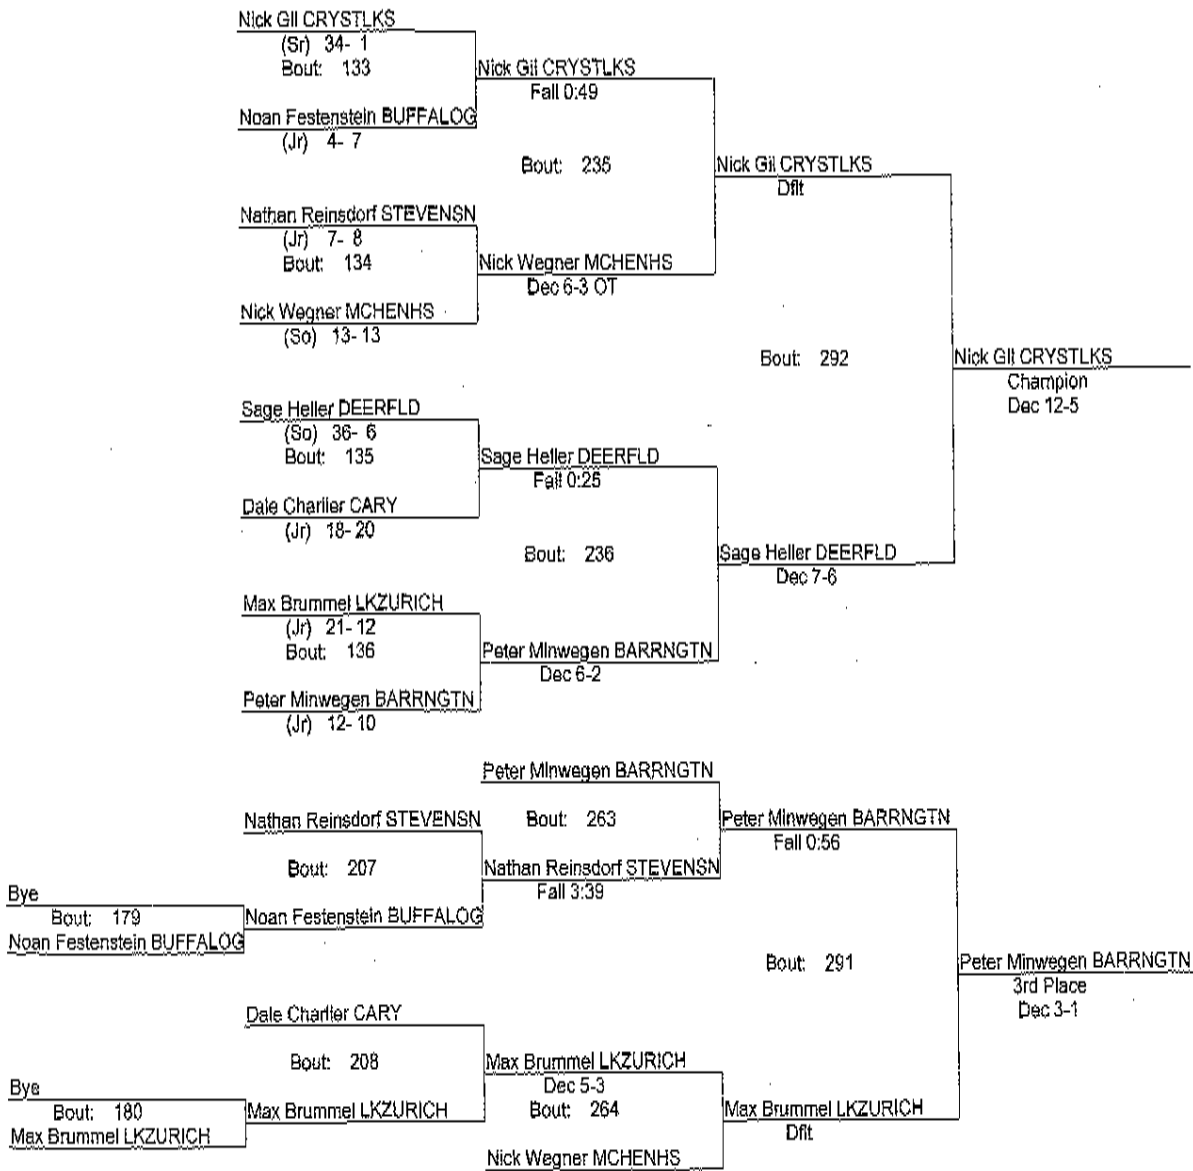 Nick Gil CRYSTLKS
(Sr) 34- 1
Bout: 133
Nick Gil CRYSTLKS
Fall 0:49
Noan Festenstein BUFFALOG
(Jr) 4- 7
Bout: 235
Nick Gil CRYSTLKS
Dflt
Nathan Reinsdorf STEVENSN
(Jr) 7- 8
Bout: 134
Nick Wegner MCHENHS
Dec 6-3 OT
Nick Wegner MCHENHS
(So) 13- 13
Bout: 292
Nick Gil CRYSTLKS
Champion
Dec 12-5
Sage Heller DEERFLD
(So) 36- 6
Bout: 135
Sage Heller DEERFLD
Fall 0:25
Dale Charlier CARY
(Jr) 18- 20
Bout: 236
Sage Heller DEERFLD
Dec 7-6
Max Brummel LKZURICH
(Jr) 21- 12
Bout: 136
Peter Minwegen BARRNGTN
Dec 6-2
Peter Minwegen BARRNGTN
(Jr) 12- 10
Peter Minwegen BARRNGTN
Nathan Reinsdorf STEVENSN
Bout: 263
Peter Minwegen BARRNGTN
Fall 0:56
Bout: 207
Nathan Reinsdorf STEVENSN
Fall 3:39
Bye
Bout: 179
Noan Festenstein BUFFALOG
Noan Festenstein BUFFALOG
Bout: 291
Peter Minwegen BARRNGTN
3rd Place
Dec 3-1
Dale Charlier CARY
Bout: 208
Max Brummel LKZURICH
Dec 5-3
Bye
Bout: 180
Max Brummel LKZURICH
Max Brummel LKZURICH
Bout: 264
Max Brummel LKZURICH
Dflt
Nick Wegner MCHENHS